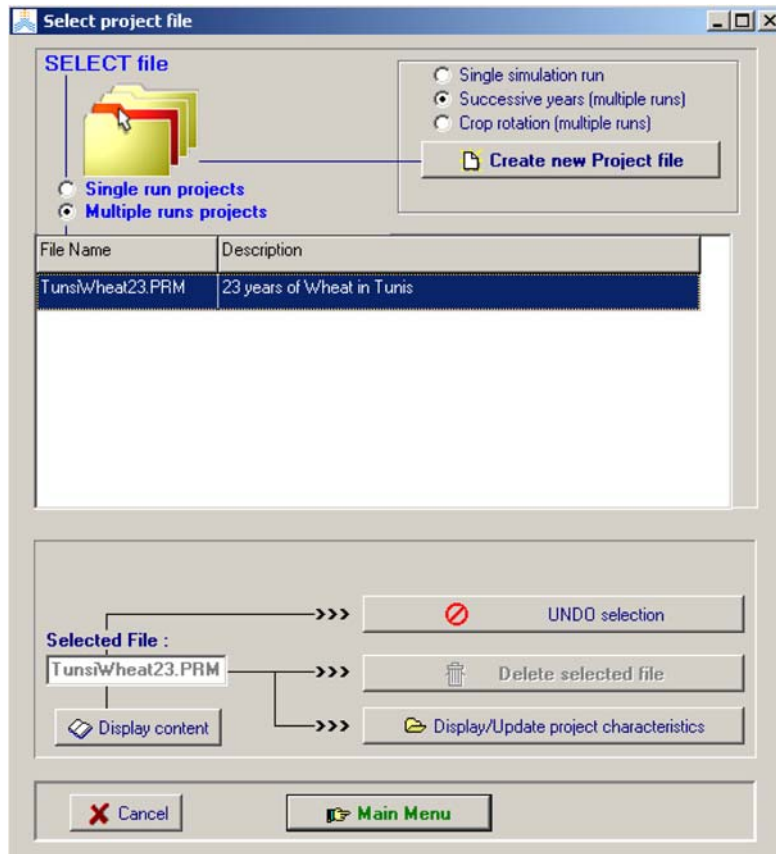 Select project file
SELECT file
Single simulation run
Successive years (multiple runs)
Crop rotation (multiple runs)
Create new Project file
Single run projects
Multiple runs projects
File Name Description
TunsiWheat23.PRM 23 years of Wheat in Tunis
>>> UNDO selection
Selected File :
TunsiWheat23.PRM >>> Delete selected file
Display content >>> Display/Update project characteristics
Cancel Main Menu